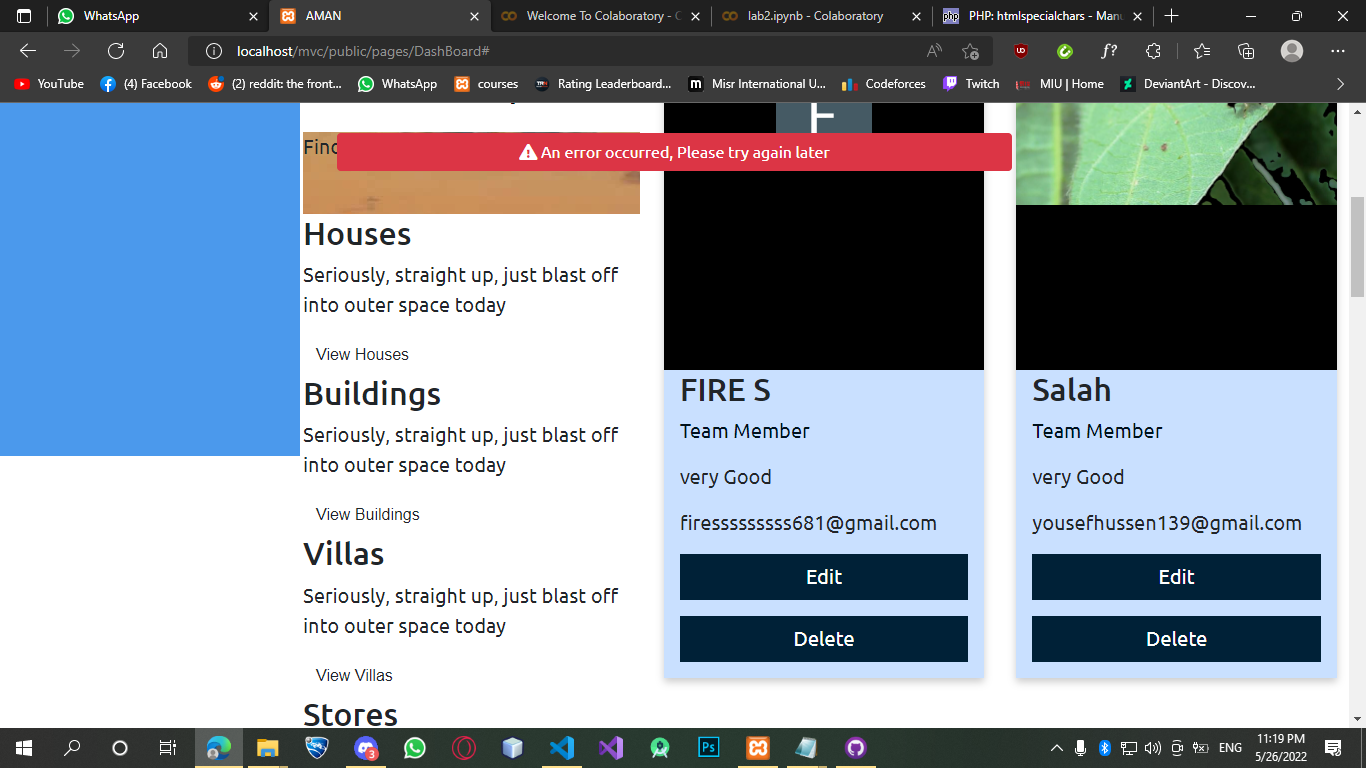 WhatsApp
AMAN
Welcome To Colaboratory - C
lab2.ipynb - Colaboratory
php PHP: htmlspecialchars - Manu
localhost/mvc/public/pages/DashBoard#
YouTube
(4) Facebook
(2) reddit: the front...
WhatsApp
courses
Rating Leaderboard...
Misr International U...
Codeforces
Twitch
MIU | Home
DeviantArt - Discov...
Find
An error occurred, Please try again later
Houses
Seriously, straight up, just blast off
into outer space today
View Houses
Buildings
Seriously, straight up, just blast off
into outer space today
View Buildings
Villas
Seriously, straight up, just blast off
into outer space today
View Villas
Stores
FIRE S
Team Member
very Good
firesssssssss681@gmail.com
Edit
Delete
Salah
Team Member
very Good
yousefhussen139@gmail.com
Edit
Delete
3
Ps
ENG
11:19 PM
5/26/2022